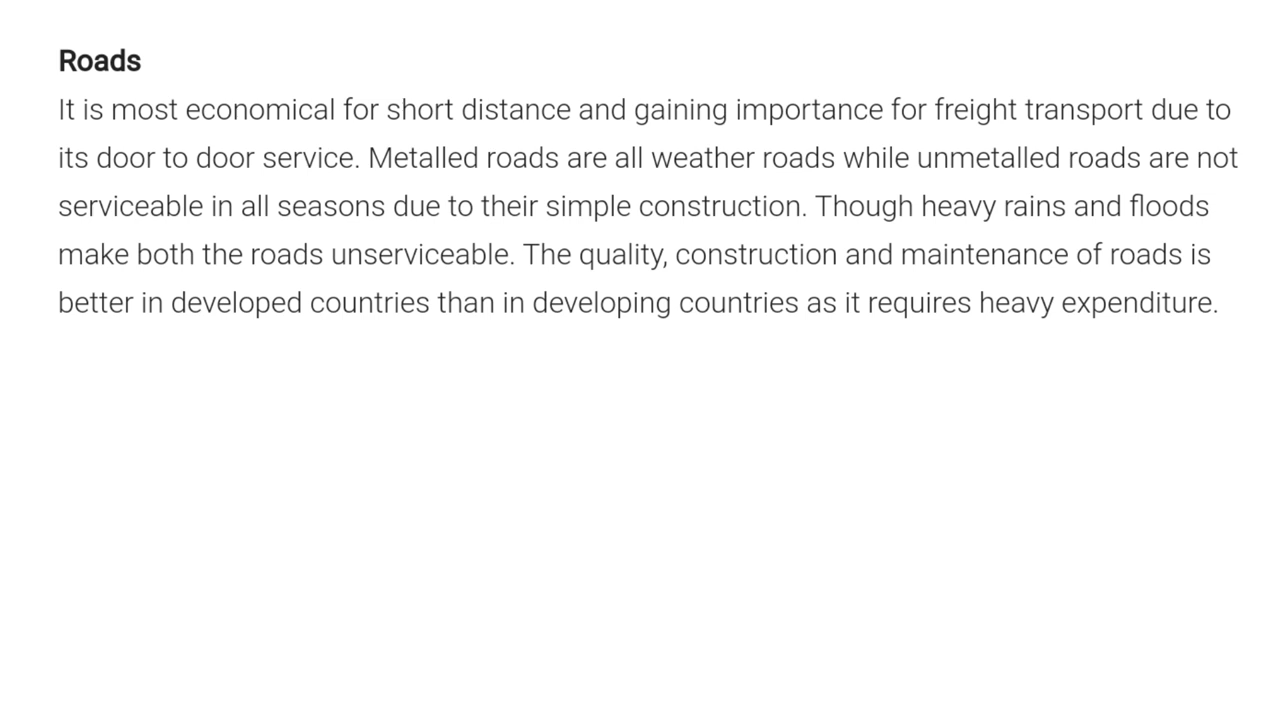 Roads
It is most economical for short distance and gaining importance for freight transport due to
its door to door service. Metalled roads are all weather roads while unmetalled roads are not
serviceable in all seasons due to their simple construction. Though heavy rains and floods
make both the roads unserviceable. The quality, construction and maintenance of roads is
better in developed countries than in developing countries as it requires heavy expenditure.